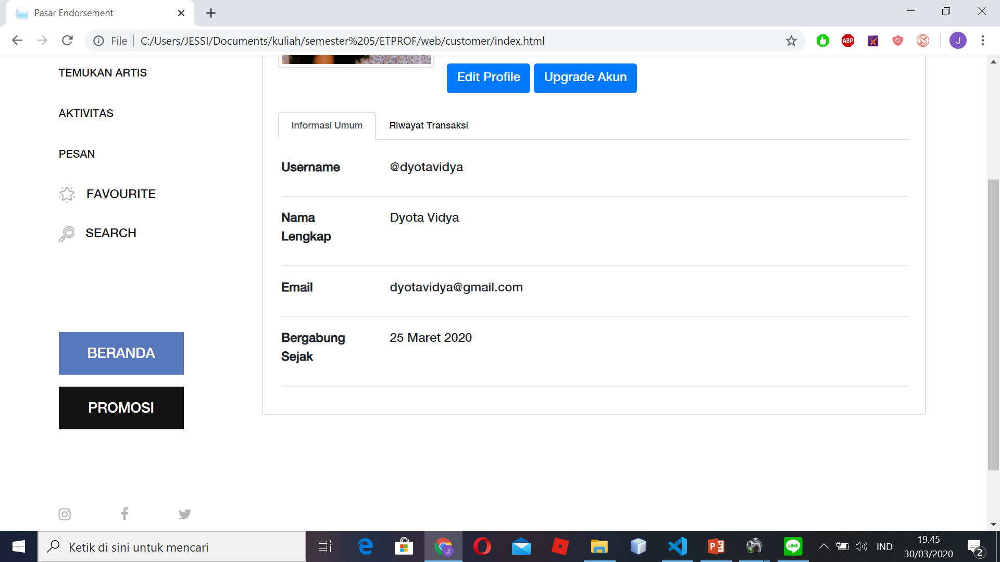 Pasar Endorsement
File
C:/Users/JESSI/Documents/kuliah/semester%205/ETPROF/web/customer/index.html
ABP
J
TEMUKAN ARTIS
AKTIVITAS
PESAN
FAVOURITE
SEARCH
BERANDA
PROMOSI
Edit Profile
Upgrade Akun
Informasi Umum
Riwayat Transaksi
Username @dyotavidya
Nama Dyota Vidya
Lengkap
Email dyotavidya@gmail.com
Bergabung 25 Maret 2020
Sejak
Ketik di sini untuk mencari
J
P
LINE
IND
19.45
30/03/2020
2